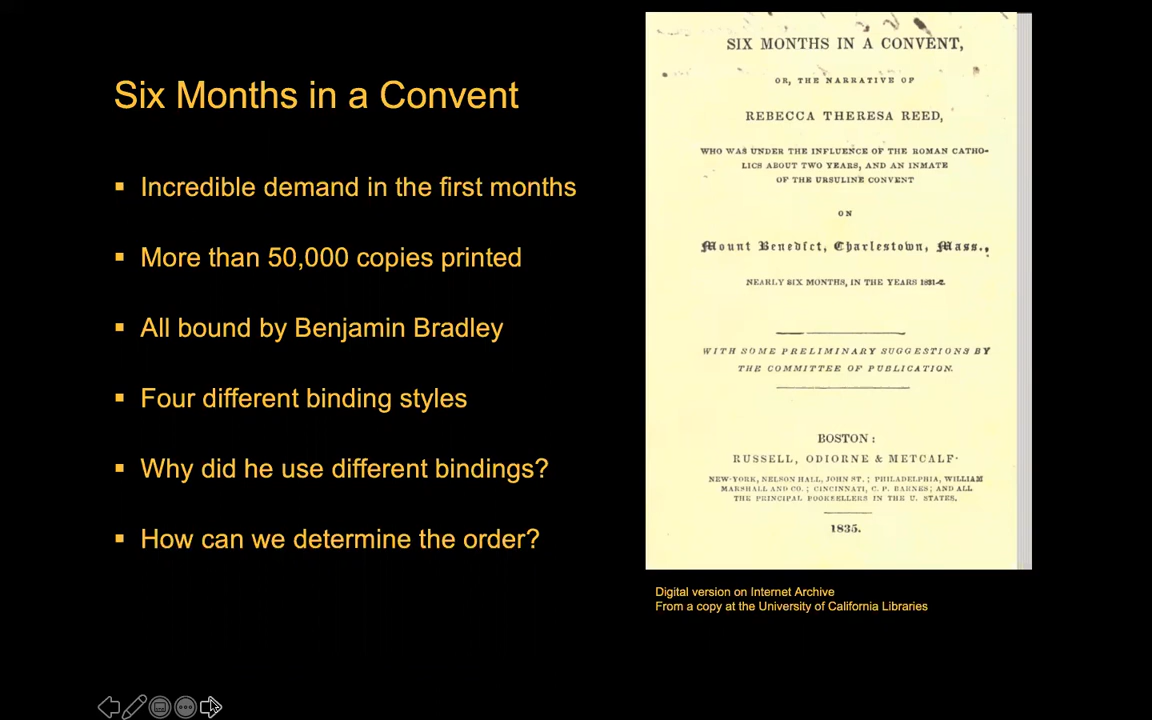 Six Months in a Convent
▪ Incredible demand in the first months
▪ More than 50,000 copies printed
▪ All bound by Benjamin Bradley
▪ Four different binding styles
▪ Why did he use different bindings?
▪ How can we determine the order?
SIX MONTHS IN A CONVENT,
OR, THE NARRATIVE OF
REBECCA THERESA REED,
WHO WAS UNDER THE INFLUENCE OF THE ROMAN CATHO-
LICS ABOUT TWO YEARS, AND AN INMATE
OF THE URSULINE CONVENT
ON
Mount Benedict, Charlestown, Mass.,
NEARLY SIX MONTHS, IN THE YEARS 1831-2.
WITH SOME PRELIMINARY SUGGESTIONS BY
THE COMMITTEE OF PUBLICATION.
BOSTON:
RUSSELL, ODIORNE & METCALF.
NEW-YORK, NELSON HALL, JOHN ST.; PHILADELPHIA, WILLIAM
MARSHALL AND CO.; CINCINNATI, C. P. BARNES; AND ALL
THE PRINCIPAL BOOKSELLERS IN THE U. STATES.
1835.
Digital version on Internet Archive
From a copy at the University of California Libraries